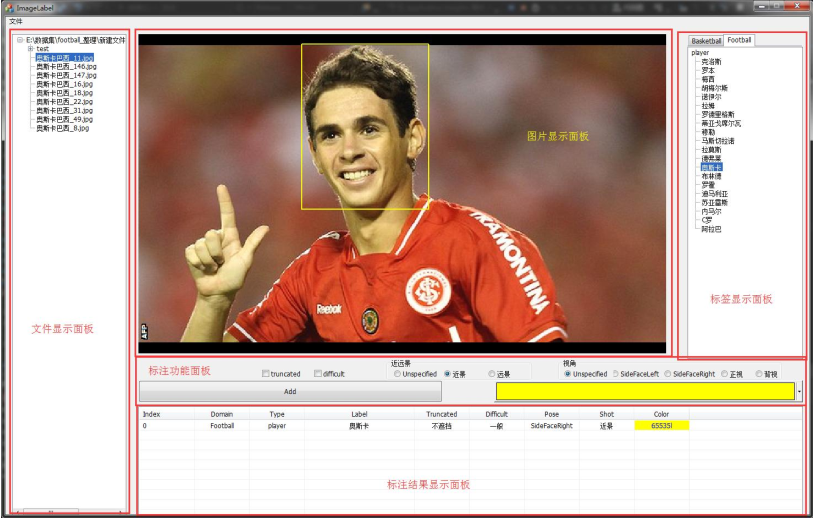 ImageLabel
文件
E:\数据集\football_整理\新建文件
test
奥斯卡巴西_11.jpg
奥斯卡巴西_146.jpg
奥斯卡巴西_147.jpg
奥斯卡巴西_16.jpg
奥斯卡巴西_18.jpg
奥斯卡巴西_22.jpg
奥斯卡巴西_31.jpg
奥斯卡巴西_49.jpg
奥斯卡巴西_8.jpg
文件显示面板
图片显示面板
TRAMONTINA
Reebok
AFP
Basketball Football
player
克洛斯
罗本
梅西
胡梅尔斯
诺伊尔
拉姆
罗德里格斯
蒂亚戈席尔瓦
穆勒
马斯切拉诺
拉莫斯
德弗莱
奥斯卡
布林德
罗霍
迪马利亚
苏亚雷斯
内马尔
C罗
阿拉巴
标签显示面板
标注功能面板
truncated difficult
近远景
Unspecified 近景 远景
视角
Unspecified SideFaceLeft SideFaceRight 正视 背视
Add
Index Domain Type Label Truncated Difficult Pose Shot Color
0 Football player 奥斯卡 不遮挡 一般 SideFaceRight 近景 65535l
标注结果显示面板